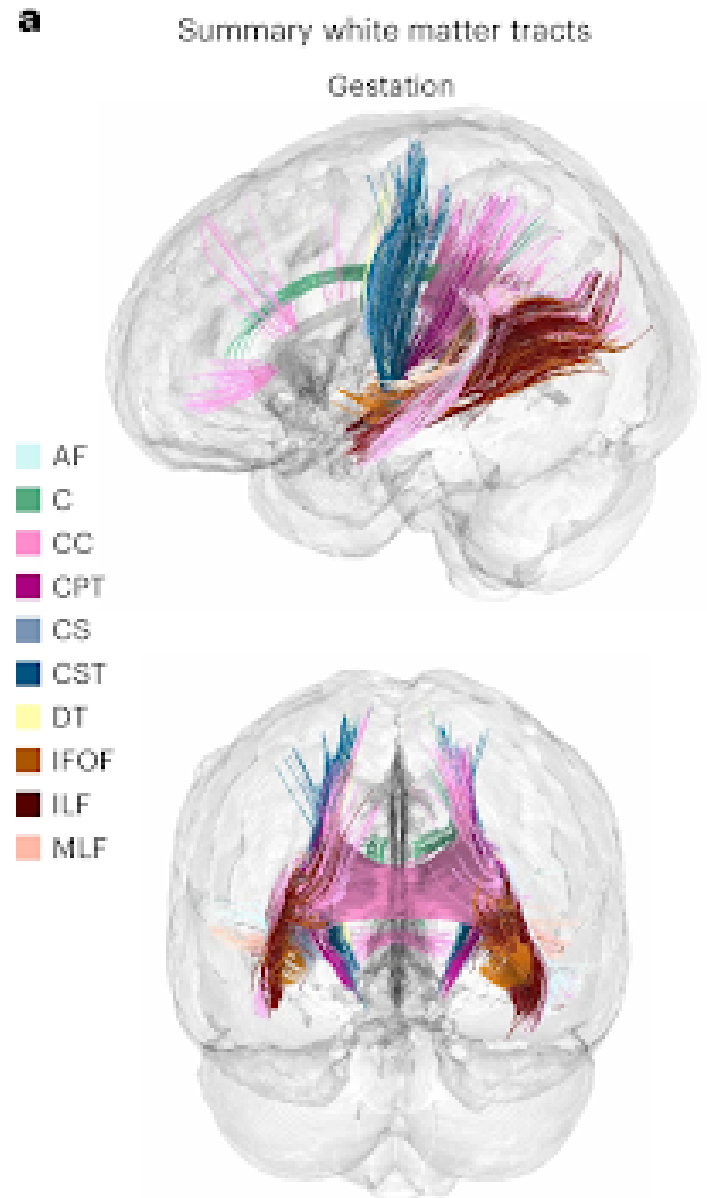 a
Summary white matter tracts
Gestation
AF
C
CC
CPT
CS
CST
DT
IFOF
ILF
MLF